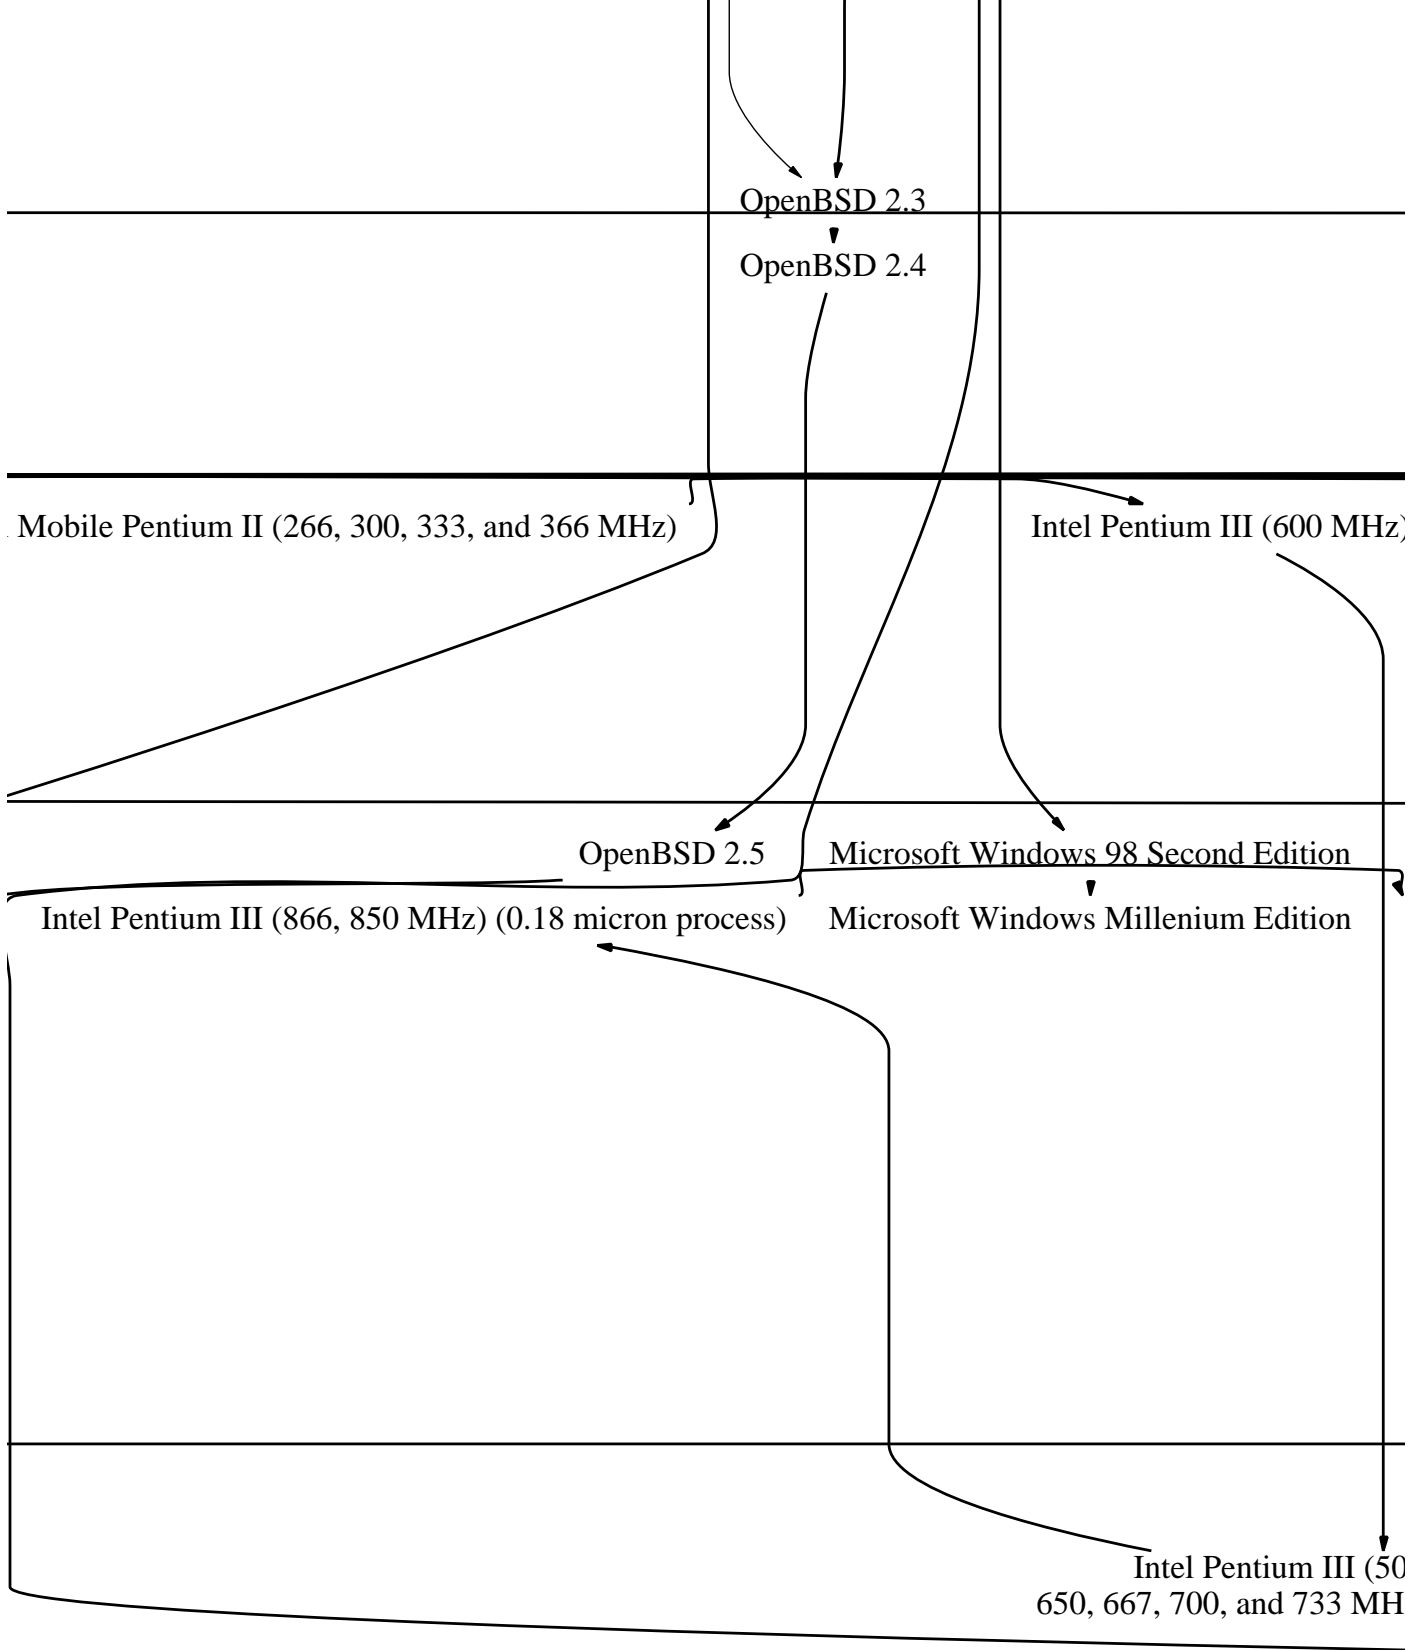 OpenBSD 2.3
OpenBSD 2.4
Mobile Pentium II (266, 300, 333, and 366 MHz)
Intel Pentium III (600 MHz)
OpenBSD 2.5
Microsoft Windows 98 Second Edition
Intel Pentium III (866, 850 MHz) (0.18 micron process)
Microsoft Windows Millenium Edition
Intel Pentium III (50
650, 667, 700, and 733 MH